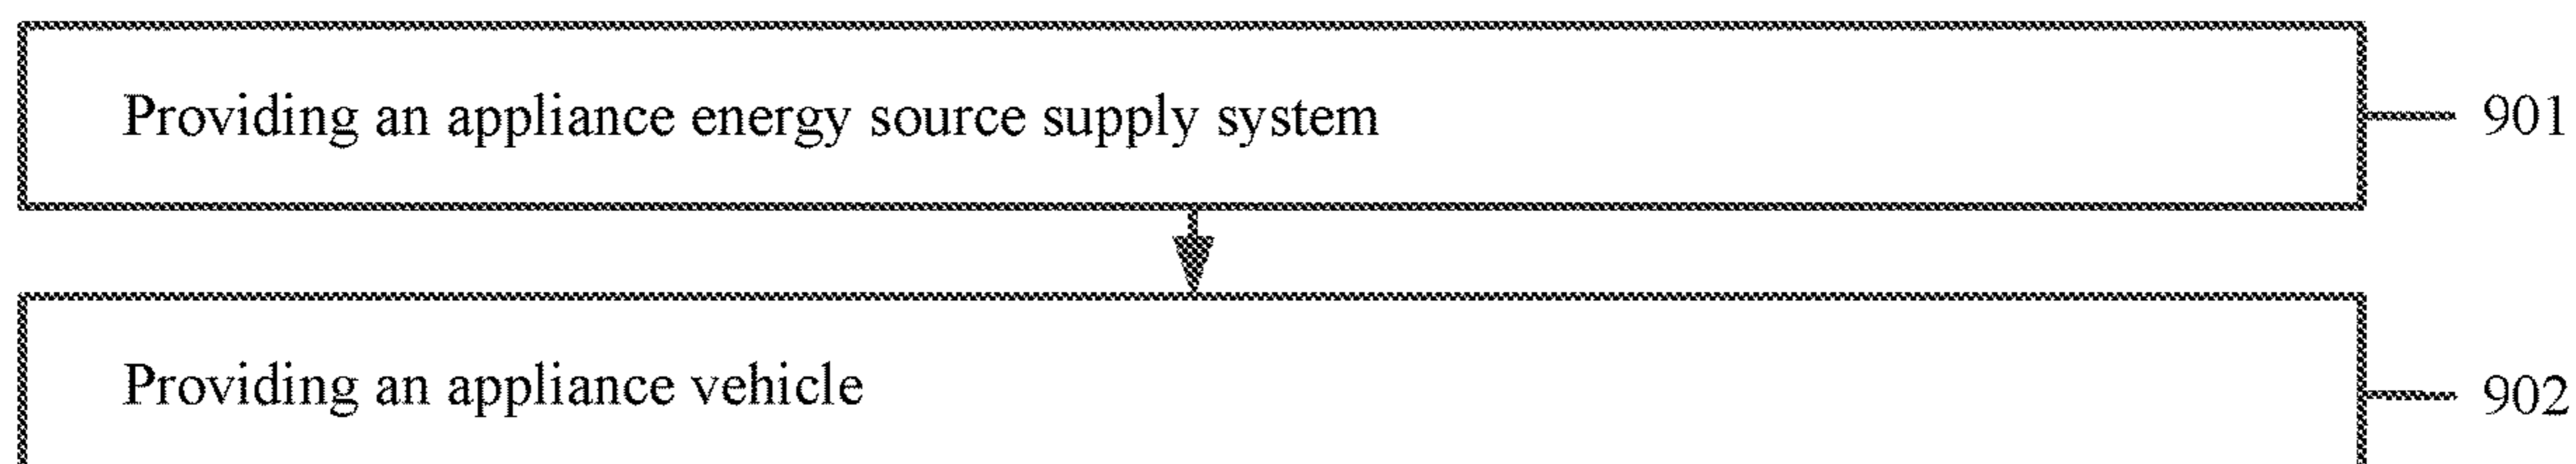 Providing an appliance energy source supply system 901
Providing an appliance vehicle 902